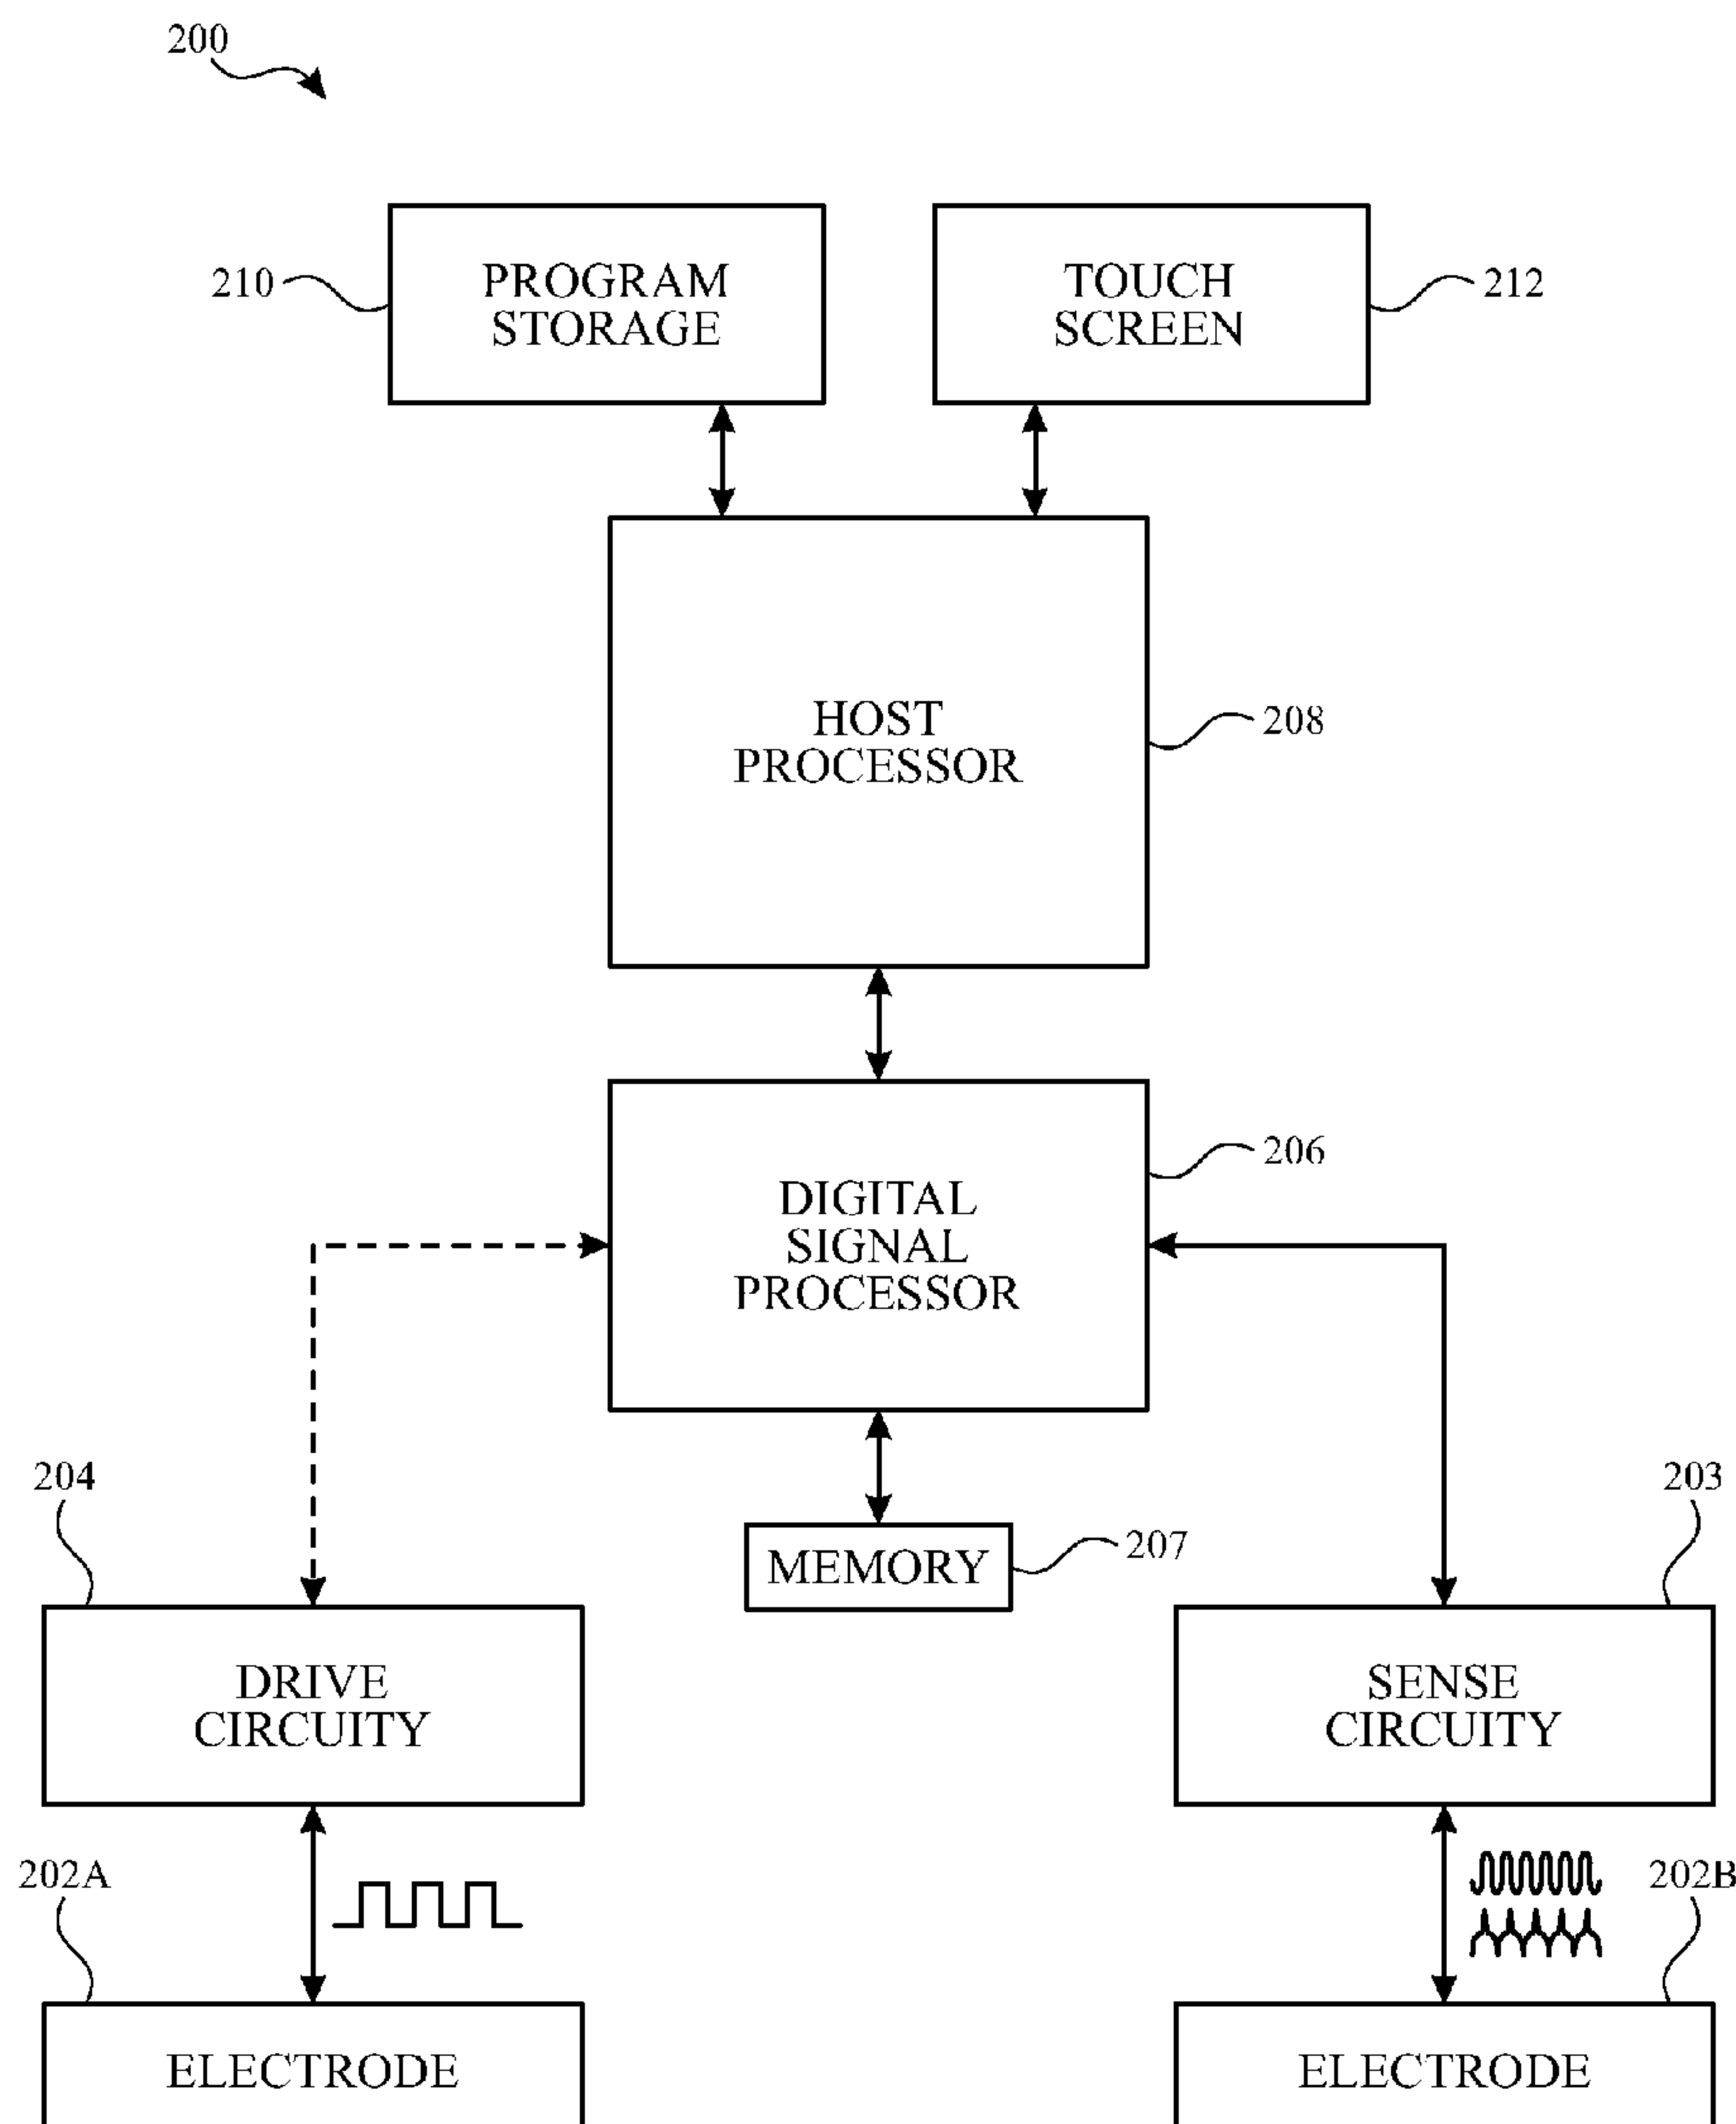 200
210
PROGRAM
STORAGE
TOUCH
SCREEN
212
HOST
PROCESSOR
208
DIGITAL
SIGNAL
PROCESSOR
206
204
203
MEMORY
207
DRIVE
CIRCUITY
SENSE
CIRCUITY
202A
202B
ELECTRODE
ELECTRODE